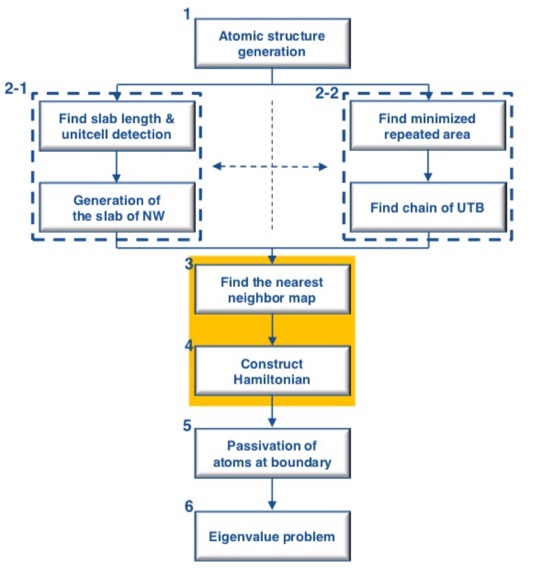 1
Atomic structure
generation
2-1
Find slab length &
unitcell detection
Generation of
the slab of NW
2-2
Find minimized
repeated area
Find chain of UTB
3
Find the nearest
neighbor map
4
Construct
Hamiltonian
5
Passivation of
atoms at boundary
6
Eigenvalue problem